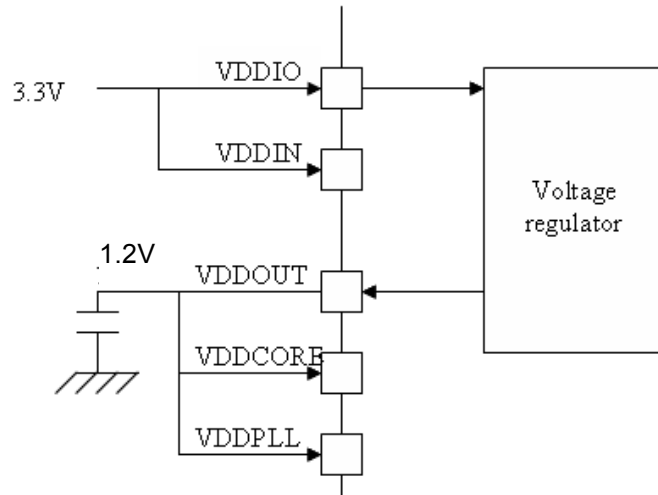 VDDIO
3.3V
VDDIN
Voltage
regulator
1.2V
VDDOUT
VDDCORE
VDDPLL